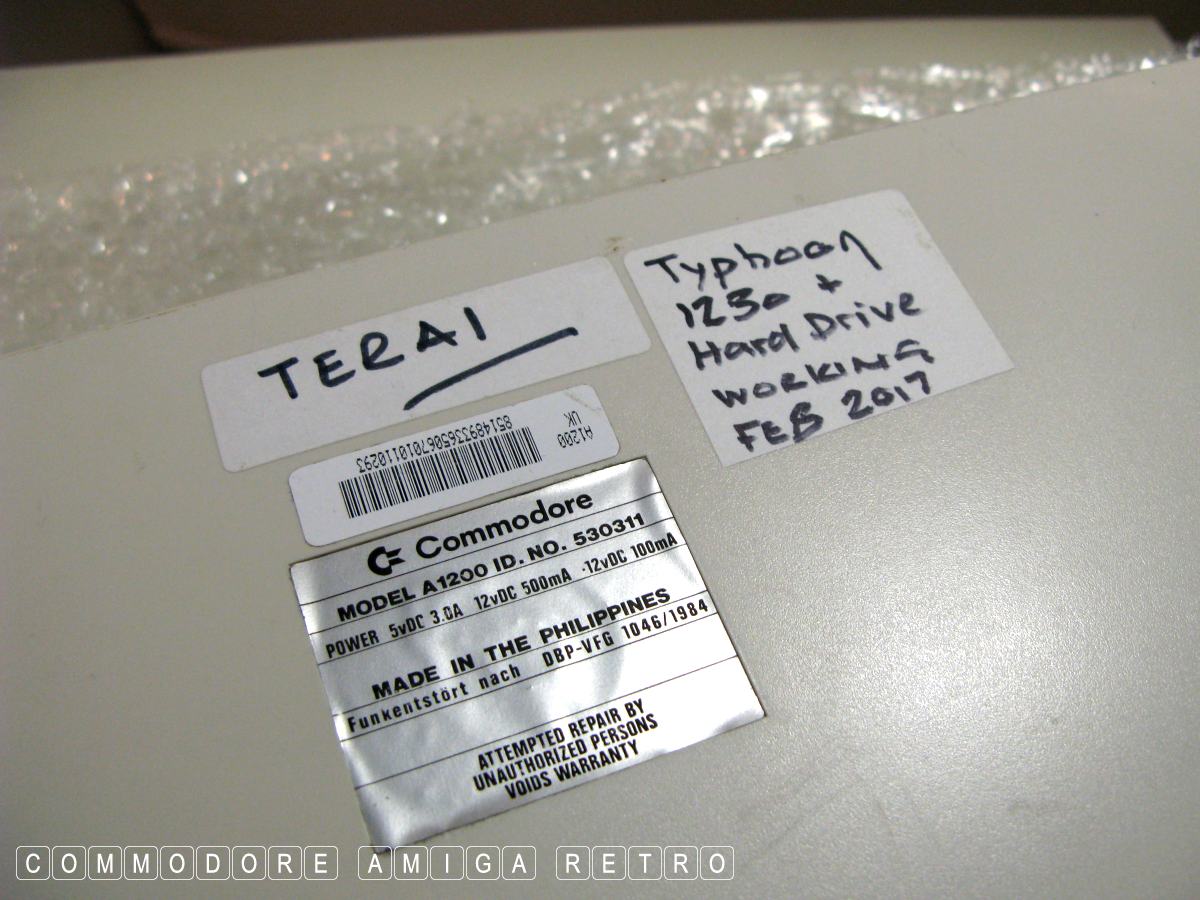 TERAI
Typhoon
1230 +
Hard Drive
WORKING
FEB 2017
A1200
UK
8514893365067010110293
Commodore
MODEL A1200 ID. NO. 530311
POWER 5vDC 3.0A 12vDC 500mA -12vDC 100mA
MADE IN THE PHILIPPINES
Funkentstört nach DBP-VFG 1046/1984
ATTEMPTED REPAIR BY
UNAUTHORIZED PERSONS
VOIDS WARRANTY
COMMODORE AMIGA RETRO